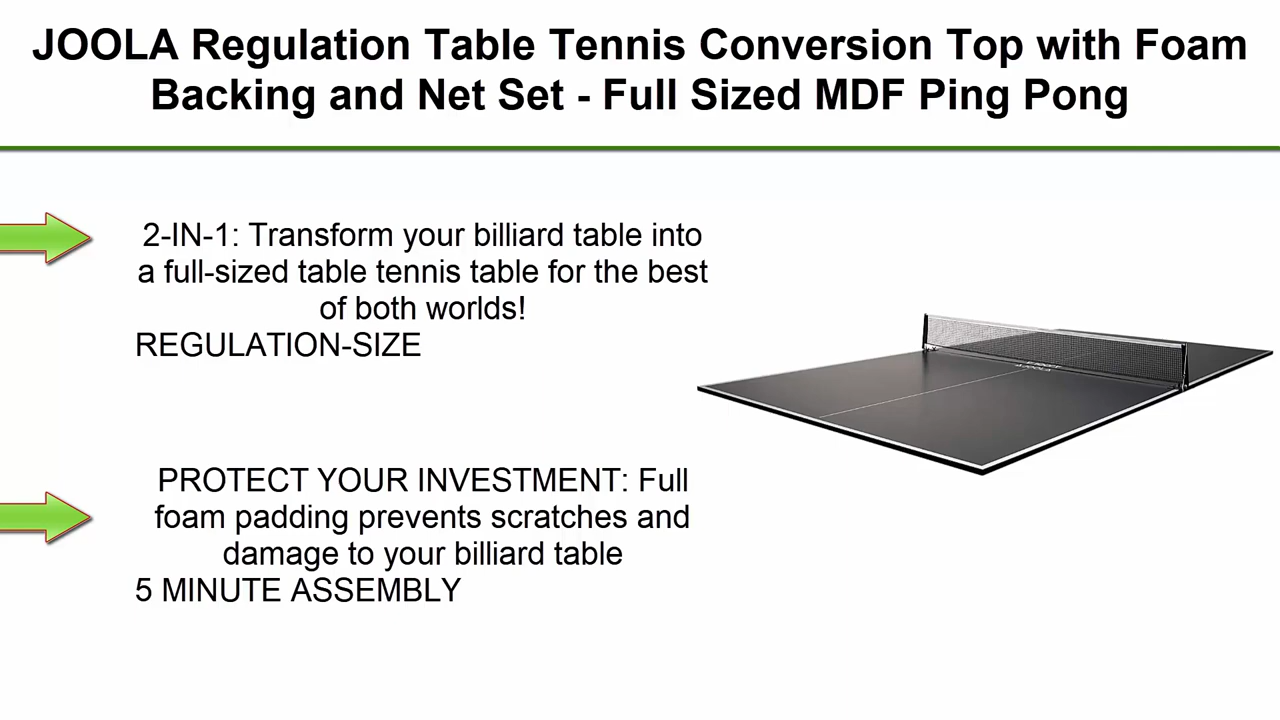 JOOLA Regulation Table Tennis Conversion Top with Foam
Backing and Net Set - Full Sized MDF Ping Pong
2-IN-1: Transform your billiard table into
a full-sized table tennis table for the best
of both worlds!
REGULATION-SIZE
PROTECT YOUR INVESTMENT: Full
foam padding prevents scratches and
damage to your billiard table
5 MINUTE ASSEMBLY